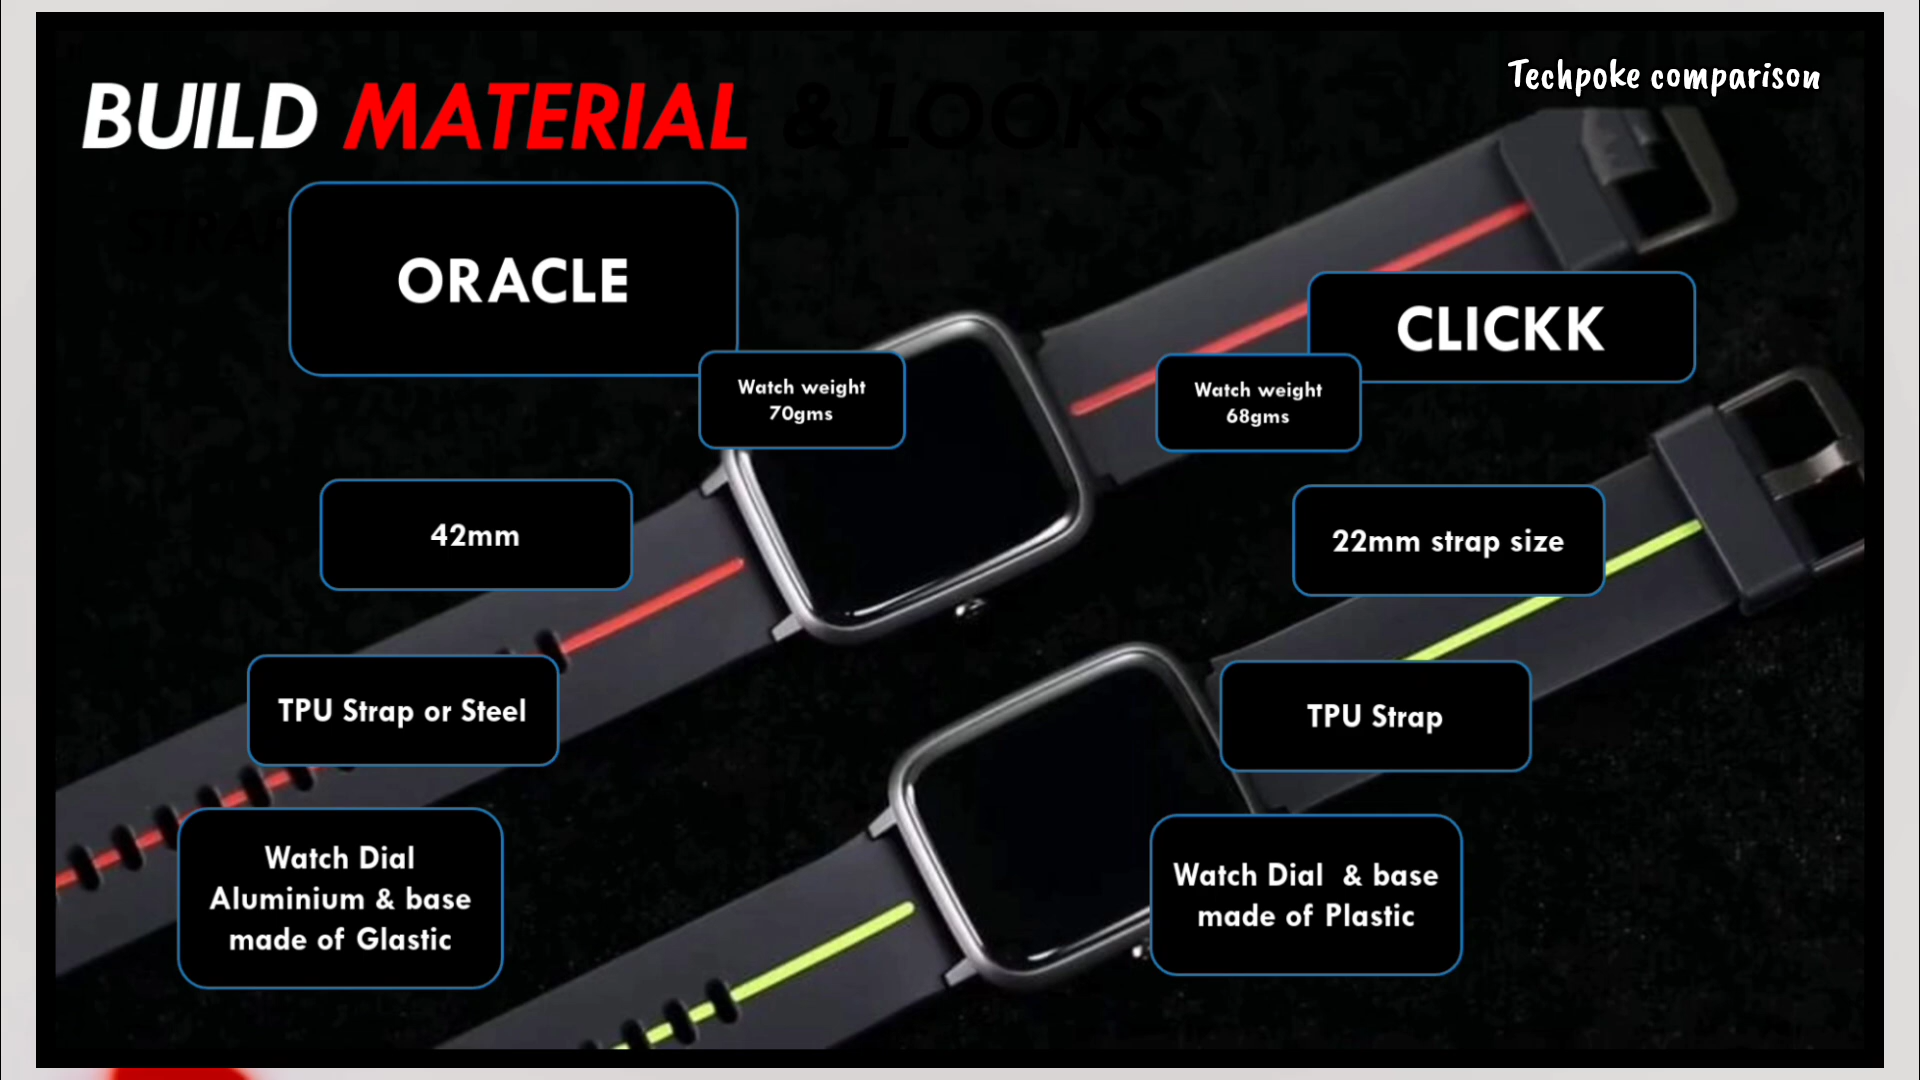 BUILD MATERIAL & LOOKS
Techpoke comparison
STRAP
ORACLE
CLICKK
Watch weight
70gms
Watch weight
68gms
42mm
22mm strap size
TPU Strap or Steel
TPU Strap
Watch Dial
Aluminium & base
made of Glastic
Watch Dial & base
made of Plastic